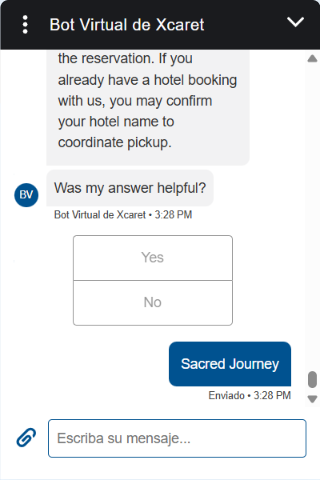 Bot Virtual de Xcaret
the reservation. If you
already have a hotel booking
with us, you may confirm
your hotel name to
coordinate pickup.
Was my answer helpful?
BV
Bot Virtual de Xcaret • 3:28 PM
Yes
No
Sacred Journey
Enviado • 3:28 PM
Escriba su mensaje...